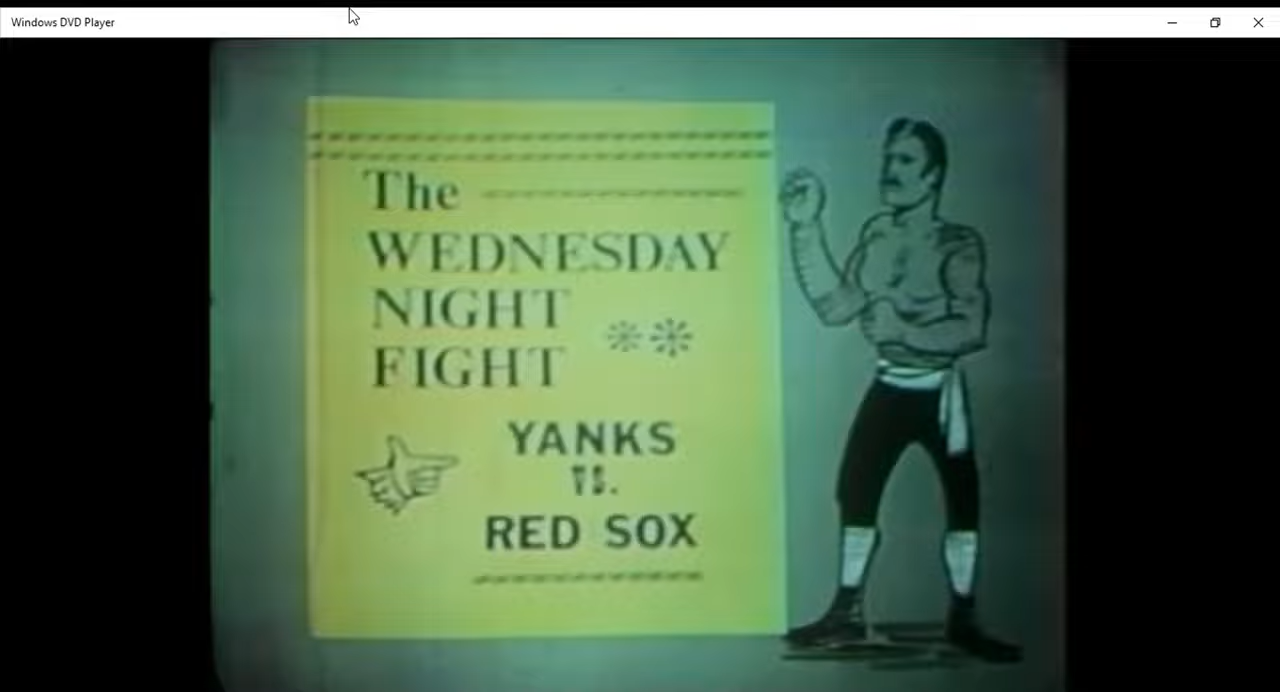 Windows DVD Player
The
WEDNESDAY
NIGHT
FIGHT
YANKS
VS.
RED SOX